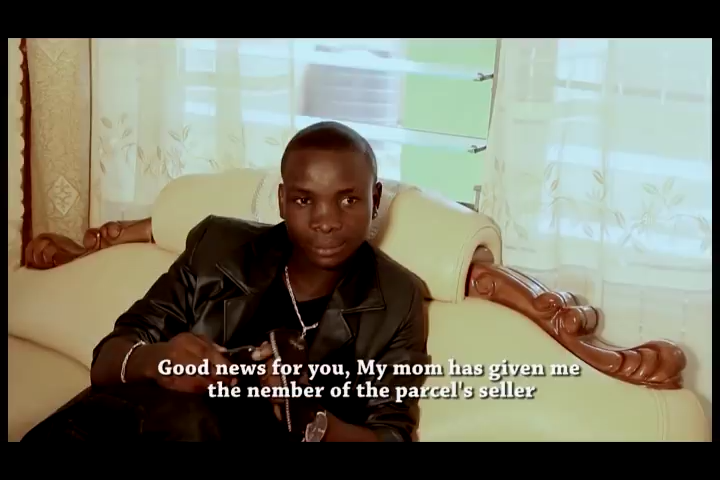 Good news for you, My mom has given me
the nember of the parcel's seller